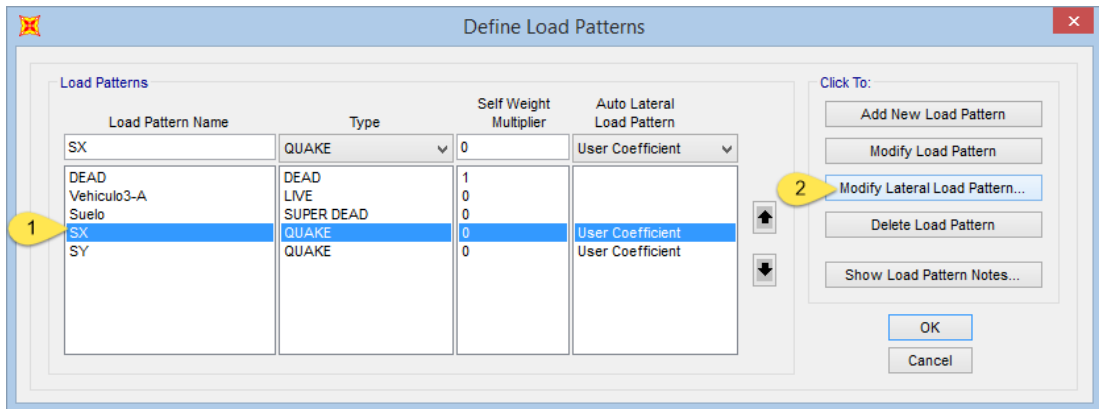 Define Load Patterns
Load Patterns
Click To:
Load Pattern Name
Type
Self Weight
Multiplier
Auto Lateral
Load Pattern
SX QUAKE 0 User Coefficient
DEAD DEAD 1
Vehiculo3-A LIVE 0
Suelo SUPER DEAD 0
1 SX QUAKE 0 User Coefficient
SY QUAKE 0 User Coefficient
Add New Load Pattern
Modify Load Pattern
2 Modify Lateral Load Pattern...
Delete Load Pattern
Show Load Pattern Notes...
OK
Cancel